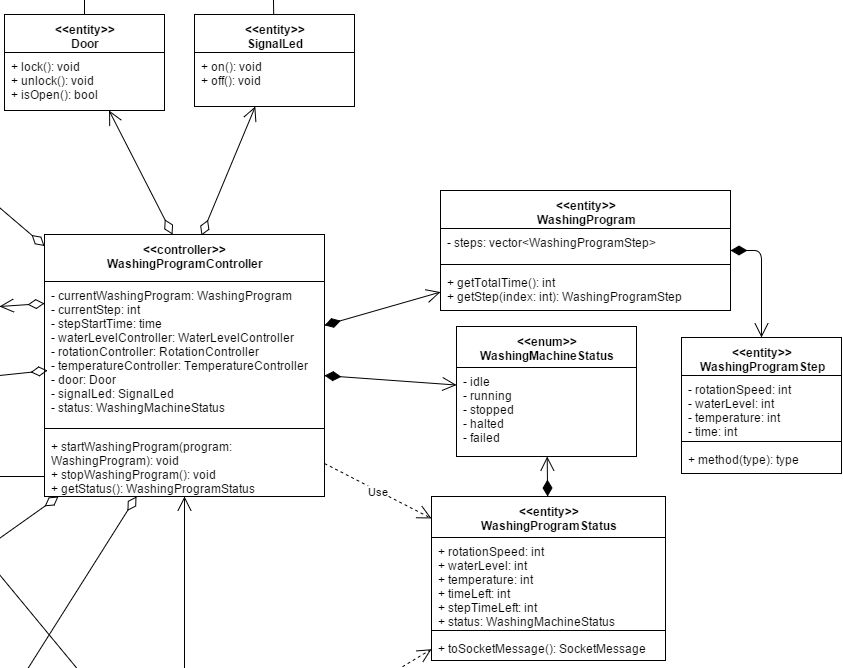 <<entity>>
Door
+ lock(): void
+ unlock(): void
+ isOpen(): bool
<<entity>>
SignalLed
+ on(): void
+ off(): void
<<controller>>
WashingProgramController
- currentWashingProgram: WashingProgram
- currentStep: int
- stepStartTime: time
- waterLevelController: WaterLevelController
- rotationController: RotationController
- temperatureController: TemperatureController
- door: Door
- signalLed: SignalLed
- status: WashingMachineStatus
+ startWashingProgram(program:
WashingProgram): void
+ stopWashingProgram(): void
+ getStatus(): WashingProgramStatus
<<entity>>
WashingProgram
- steps: vector<WashingProgramStep>
+ getTotalTime(): int
+ getStep(index: int): WashingProgramStep
<<enum>>
WashingMachineStatus
- idle
- running
- stopped
- halted
- failed
<<entity>>
WashingProgramStep
- rotationSpeed: int
- waterLevel: int
- temperature: int
- time: int
+ method(type): type
Use
<<entity>>
WashingProgramStatus
+ rotationSpeed: int
+ waterLevel: int
+ temperature: int
+ timeLeft: int
+ stepTimeLeft: int
+ status: WashingMachineStatus
+ toSocketMessage(): SocketMessage